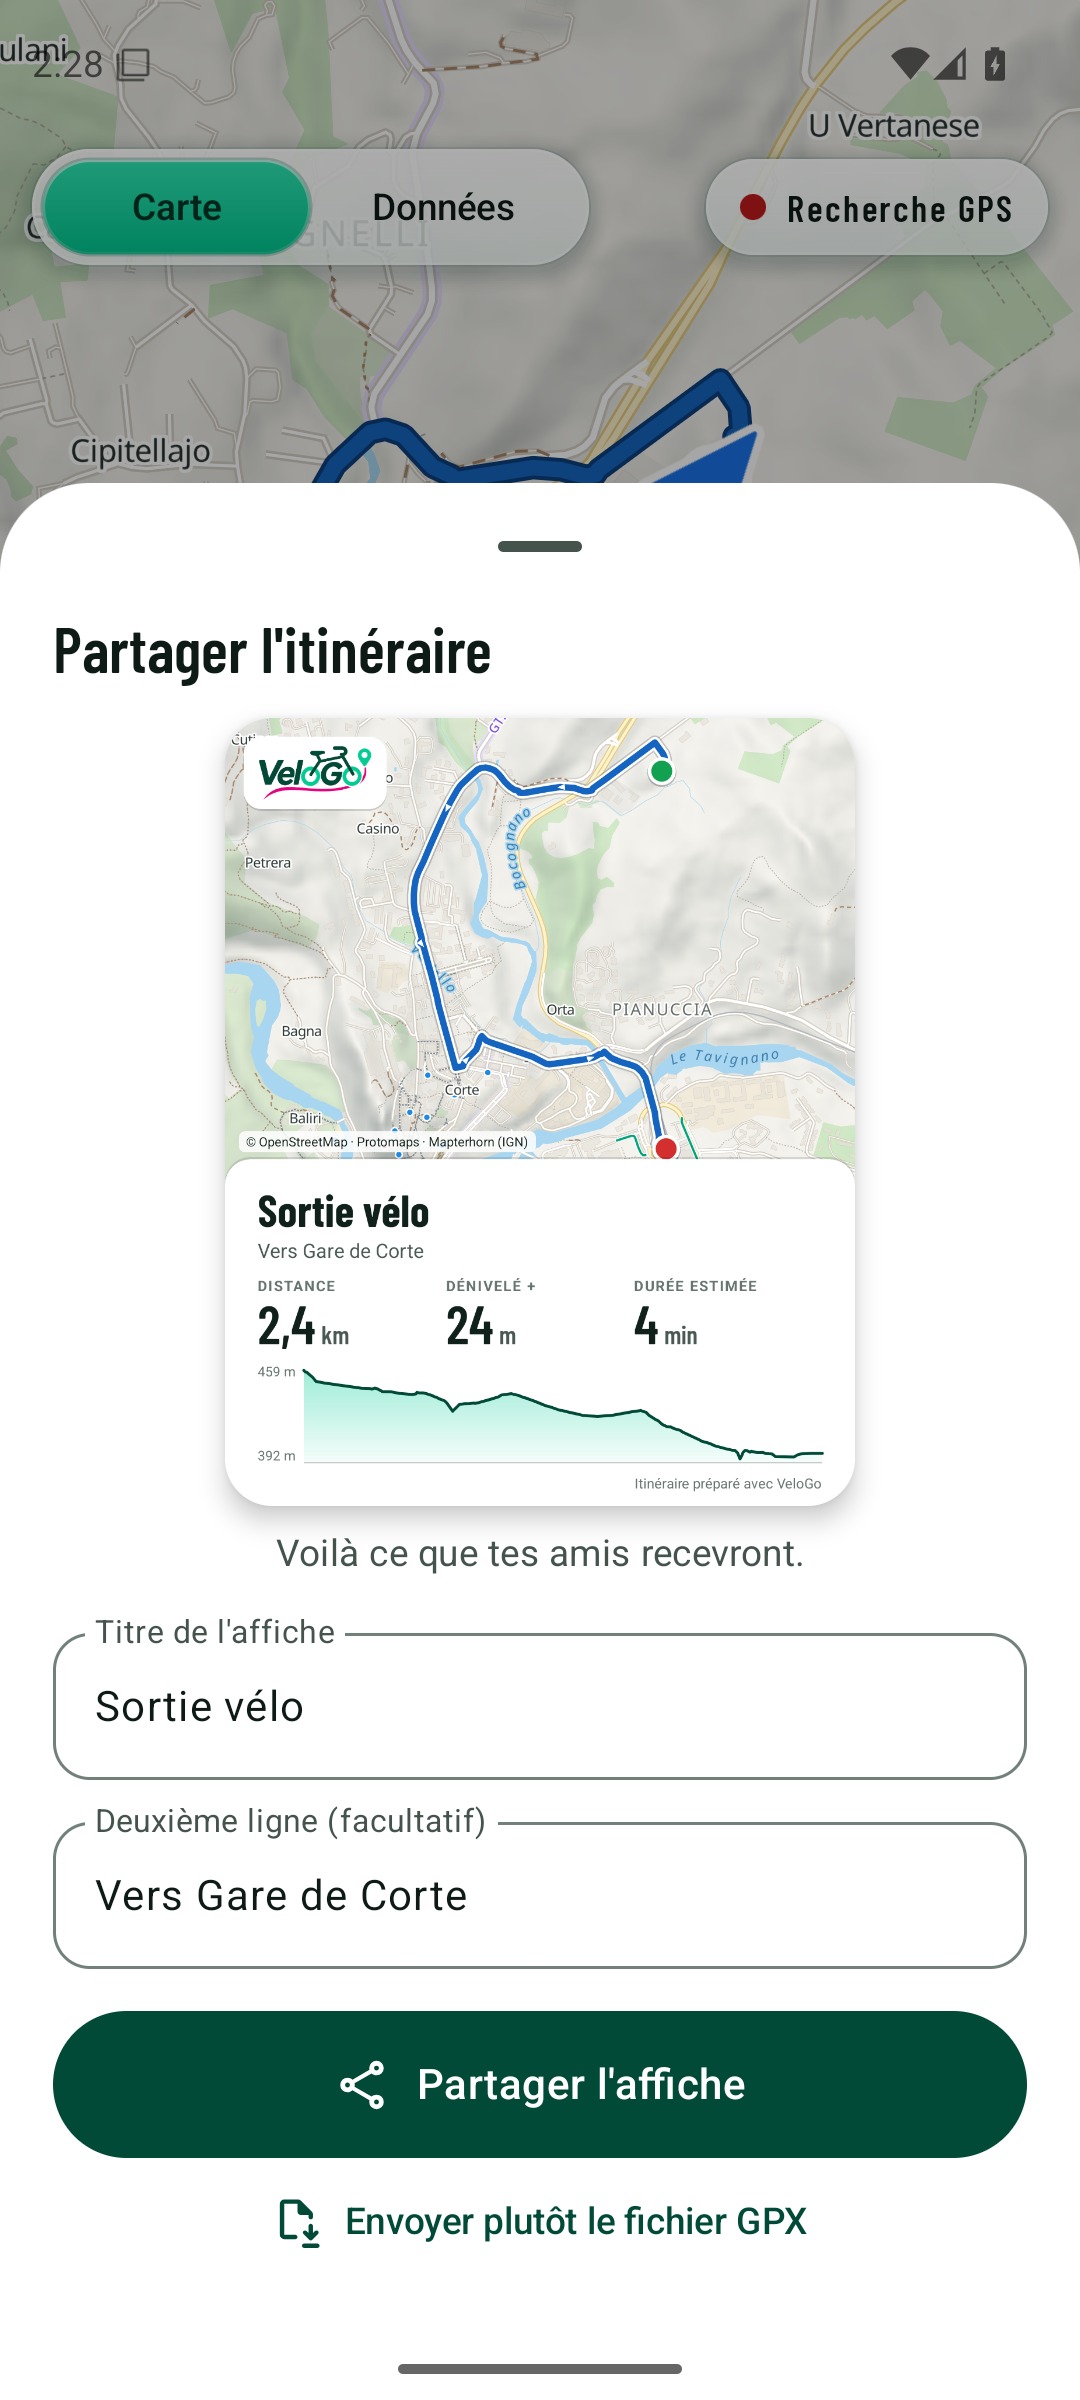 ulani
2:28
U Vertanese
Carte
Données
Recherche GPS
GNELLI
Cipitellajo
Partager l'itinéraire
VeloGo
G1.
Casino
Petrera
Bocognano
Orta
PIANUCCIA
Bagna
Le Tavignano
Corte
Baliri
© OpenStreetMap · Protomaps · Mapterhorn (IGN)
Sortie vélo
Vers Gare de Corte
DISTANCE
DÉNIVELÉ +
DURÉE ESTIMÉE
2,4 km
24 m
4 min
459 m
392 m
Itinéraire préparé avec VeloGo
Voilà ce que tes amis recevront.
Titre de l'affiche
Sortie vélo
Deuxième ligne (facultatif)
Vers Gare de Corte
Partager l'affiche
Envoyer plutôt le fichier GPX